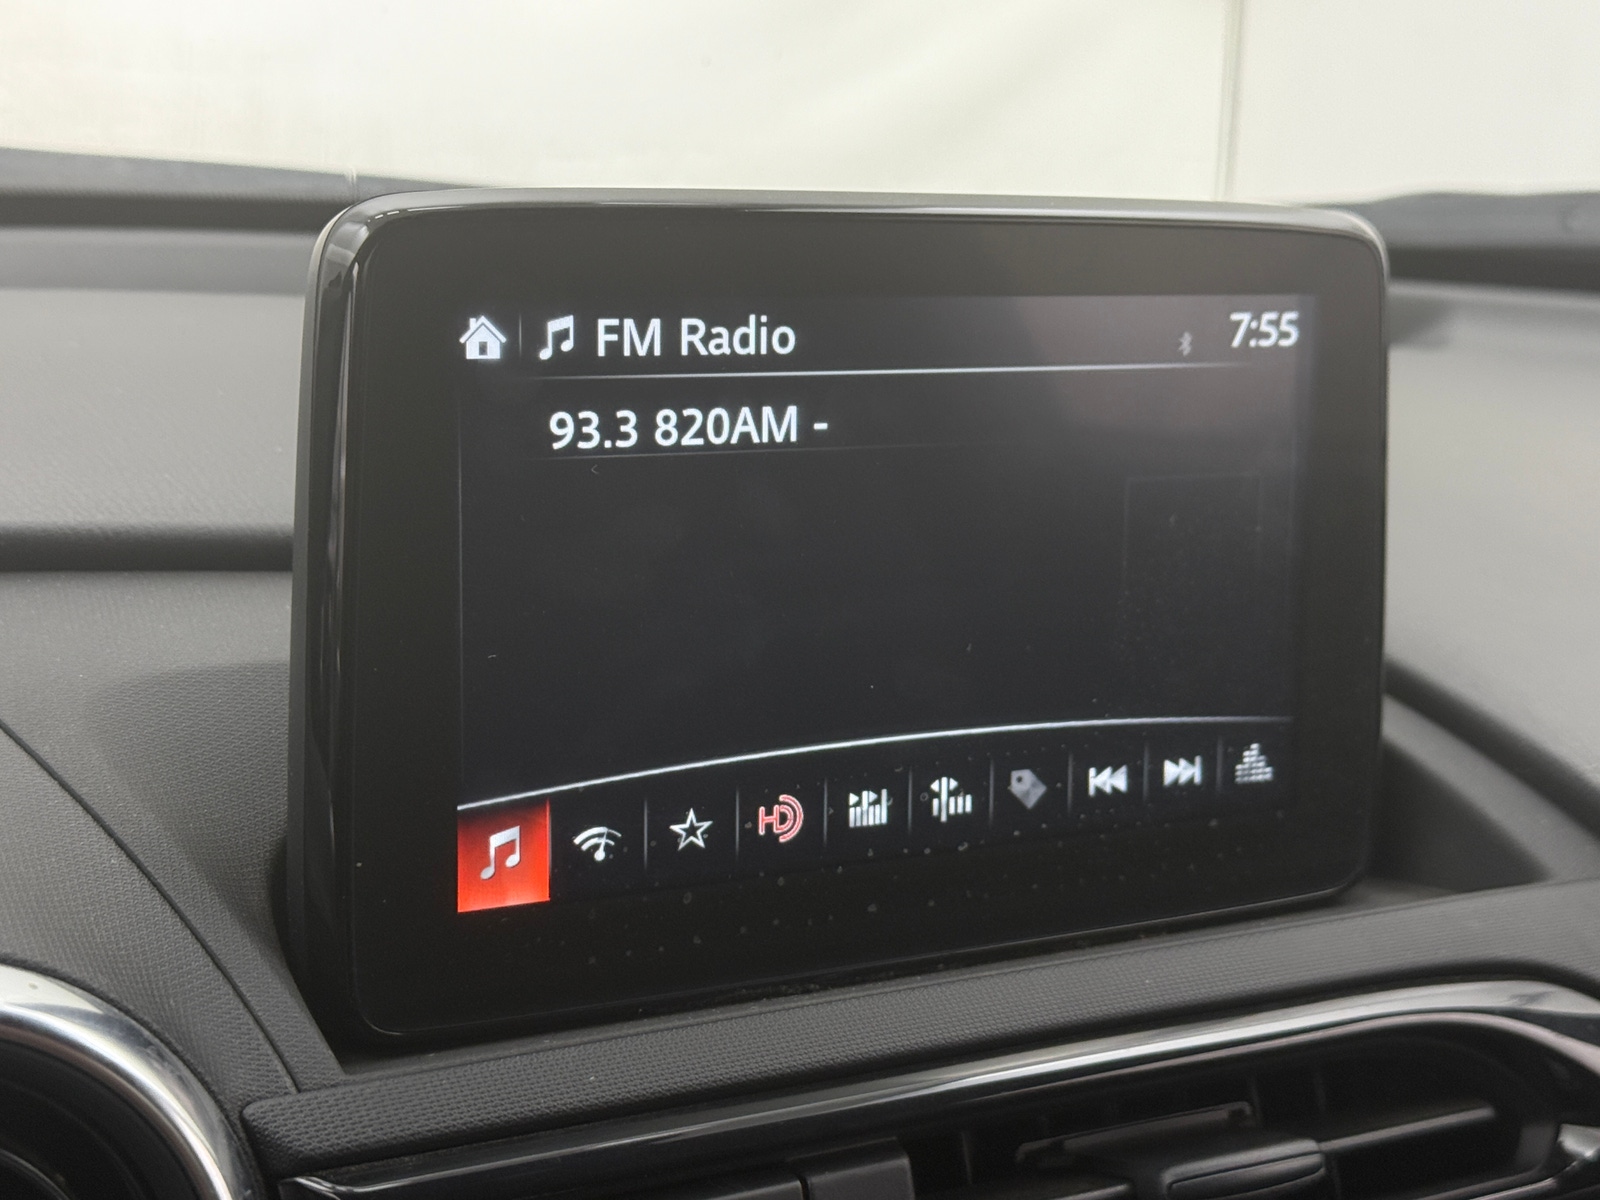 FM Radio 7:55
93.3 820AM -
HD